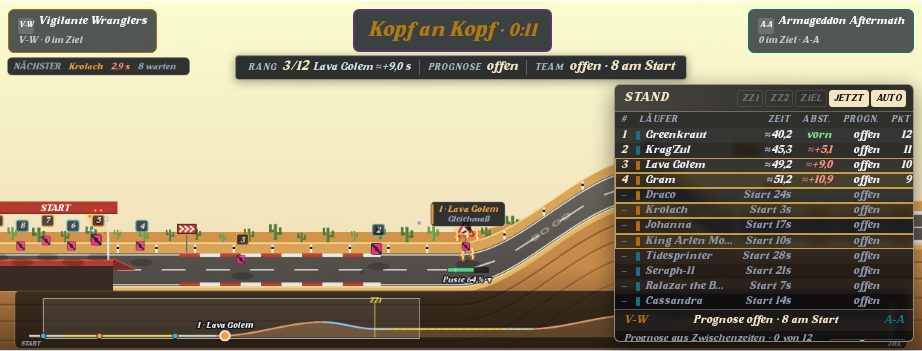 V-W Vigilante Wranglers
V-W · 0 im Ziel
Kopf an Kopf · 0:11
A-A Armageddon Aftermath
0 im Ziel · A-A
NÄCHSTER Krolach 2,9 s 8 warten
RANG 3/12 Lava Golem ≈+9,0 s PROGNOSE offen TEAM offen · 8 am Start
STAND ZZ1 ZZ2 ZIEL JETZT AUTO
# LÄUFER ZEIT ABST. PROGN. PKT
1 Greenkraut ≈40,2 vorn offen 12
2 Krag'Zul ≈45,3 ≈+5,1 offen 11
3 Lava Golem ≈49,2 ≈+9,0 offen 10
4 Gram ≈51,2 ≈+10,9 offen 9
– Draco Start 24s offen
– Krolach Start 3s offen
– Johanna Start 17s offen
– King Arlen Mo... Start 10s offen
– Tidesprinter Start 28s offen
– Seraph-II Start 21s offen
– Ralazar the B... Start 7s offen
– Cassandra Start 14s offen
V-W Prognose offen · 8 am Start A-A
Prognose aus Zwischenzeiten · 0 von 12
START
8 7 6 5 4 3 2
1 · Lava Golem
Gleichmaß
Puste 64 %
ZZ1
1 · Lava Golem
START
ZIEL